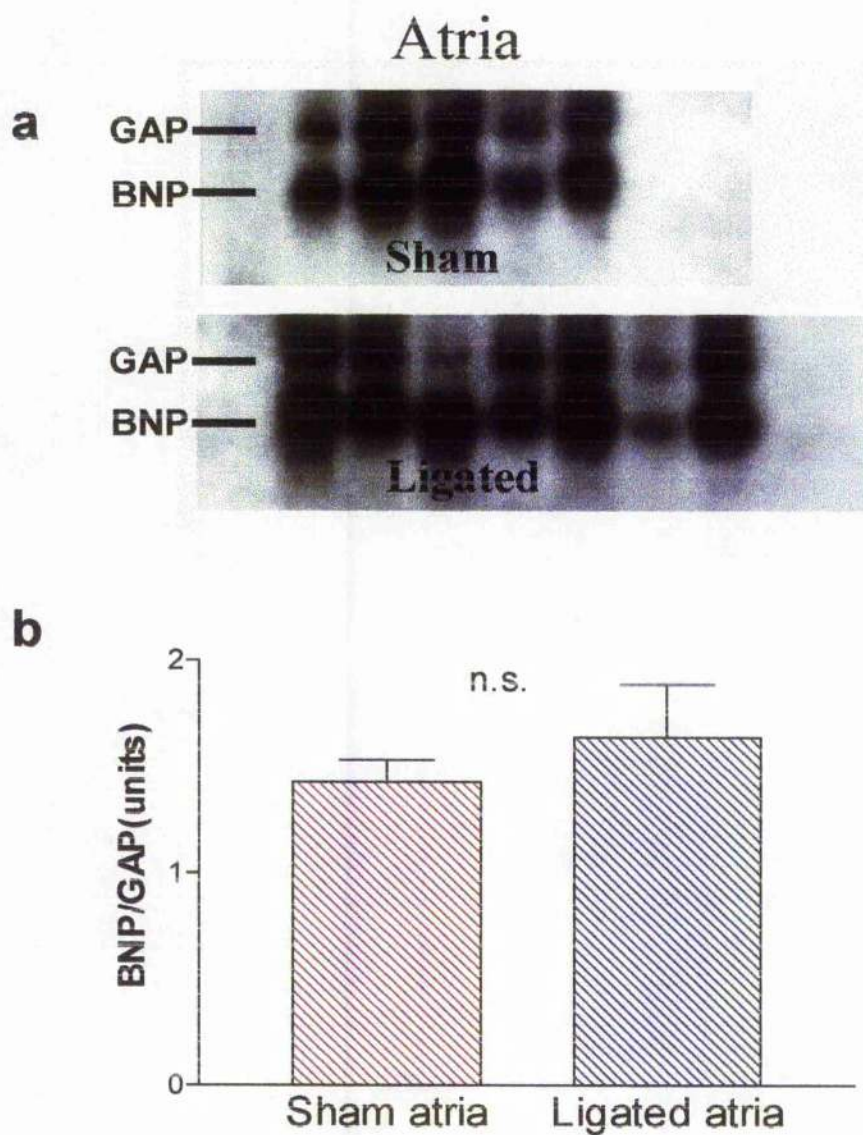 Atria
a
GAP
BNP
Sham
GAP
BNP
Ligated
b
2
n.s.
1
BNP/GAP(units)
0
Sham atria Ligated atria